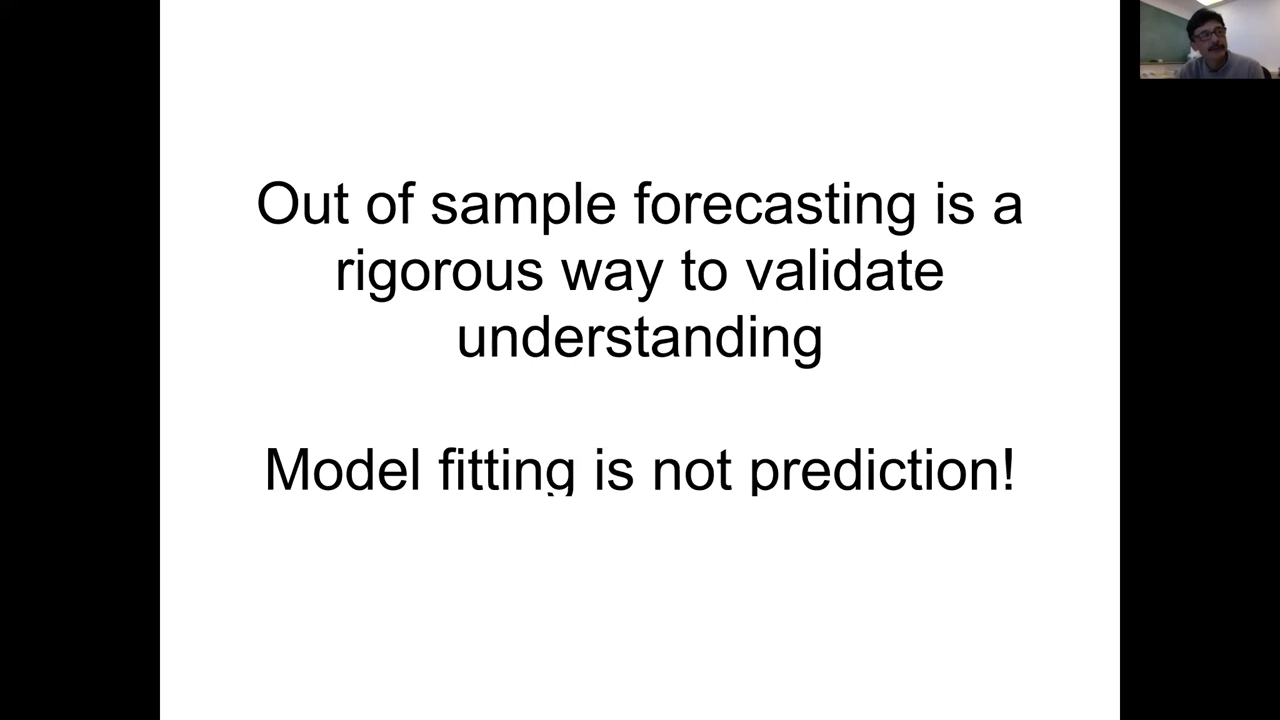 Out of sample forecasting is a
rigorous way to validate
understanding
Model fitting is not prediction!